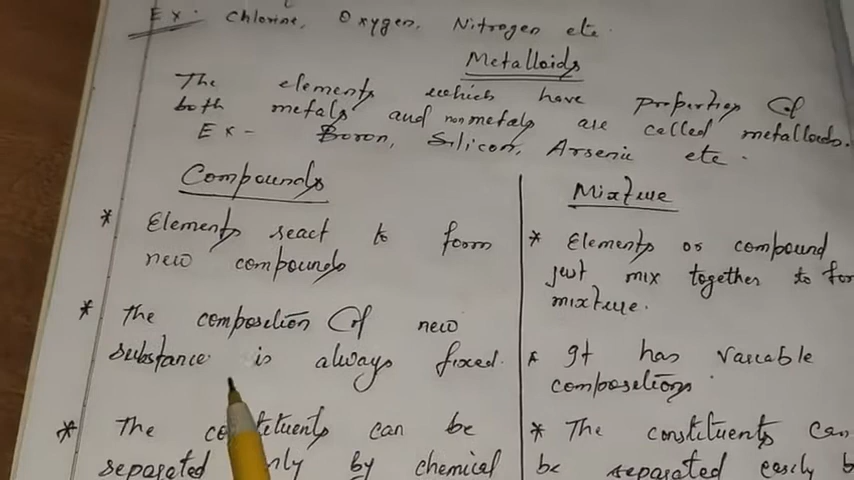 Ex. Chlorine, Oxygen, Nitrogen etc.
Metalloids
The elements which have properties of
both metals and nonmetals are called metalloids.
Ex - Boron, Silicon, Arsenic etc.
Compounds
* Elements react to form
new compounds
* The composition of new
substance is always fixed.
* The constituents can be
separated only by chemical
Mixture
* Elements or compound
just mix together to for
mixture.
* It has variable
compositions.
* The constituents can
be separated easily b